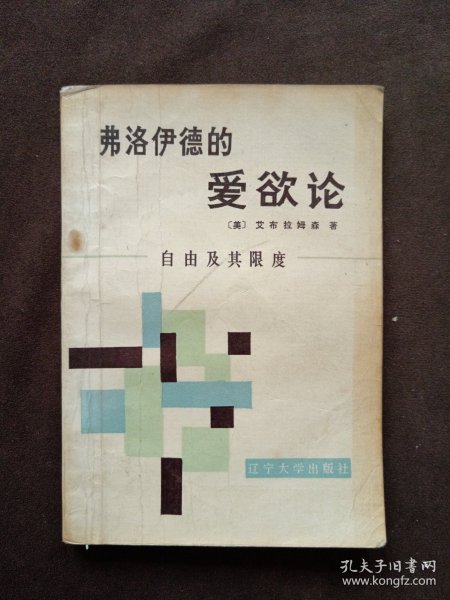 弗洛伊德的
爱欲论
〔美〕艾布拉姆森 著
自由及其限度
辽宁大学出版社
孔夫子旧书网
www.kongfz.com